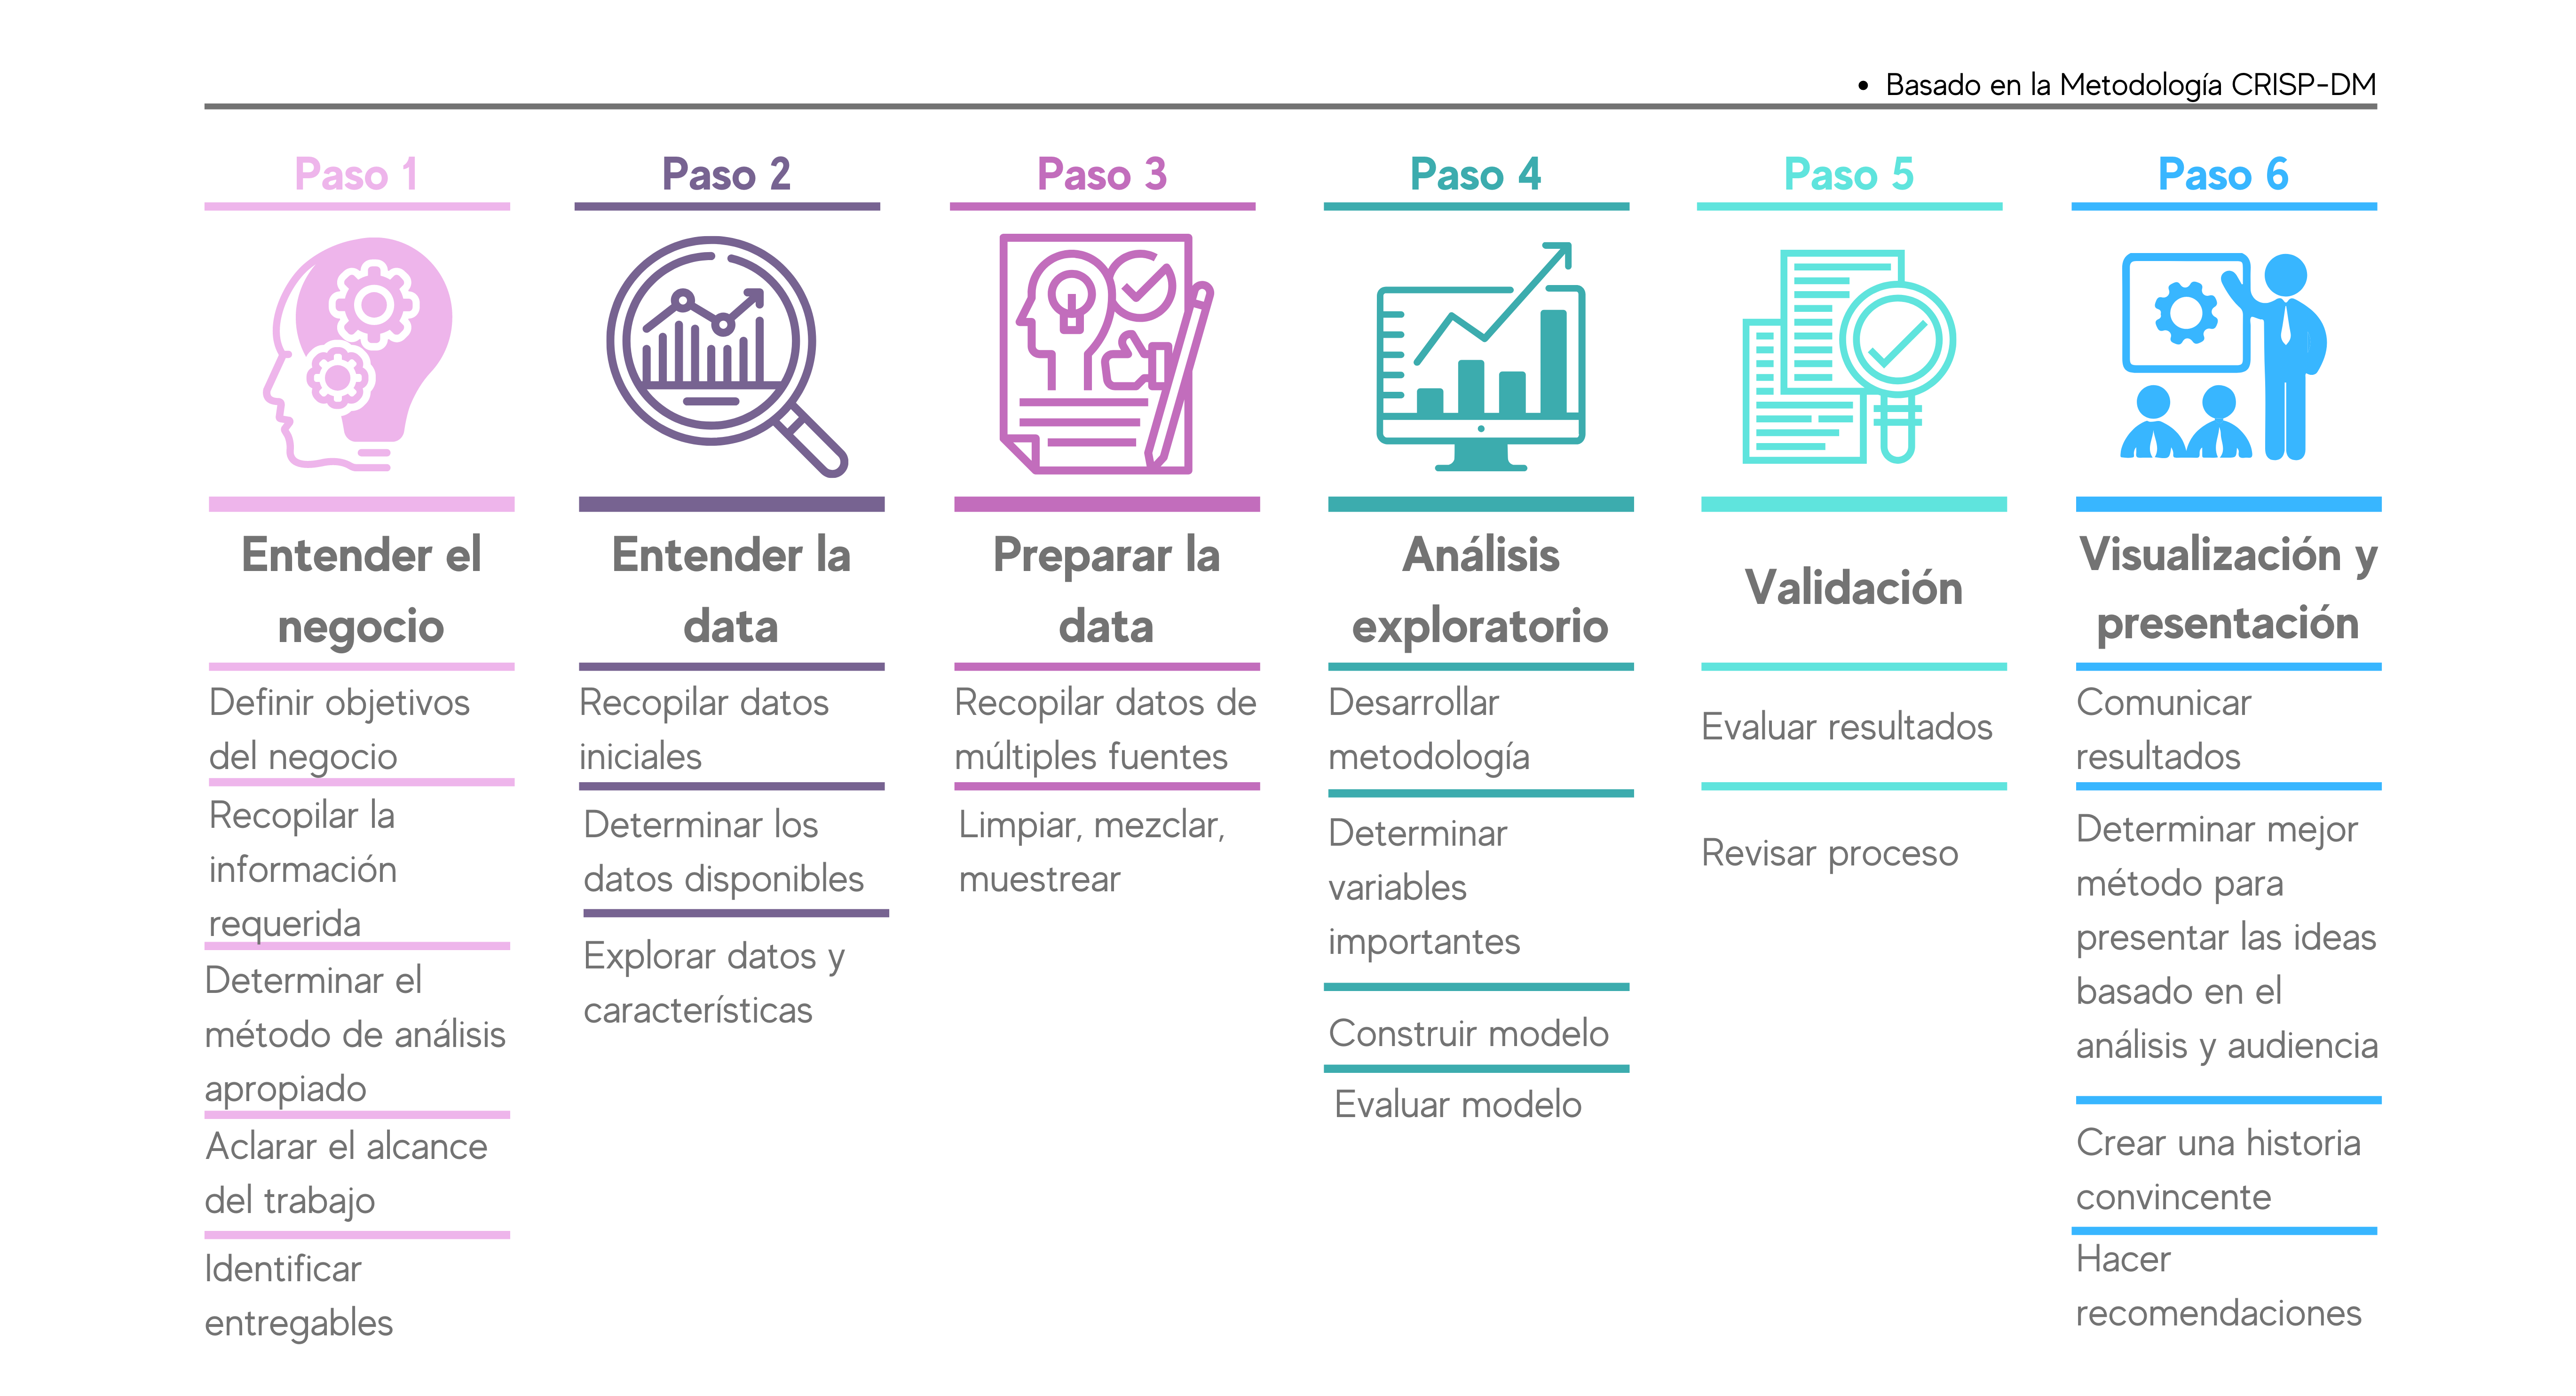 • Basado en la Metodología CRISP-DM
Paso 1
Entender el
negocio
Definir objetivos
del negocio
Recopilar la
información
requerida
Determinar el
método de análisis
apropiado
Aclarar el alcance
del trabajo
Identificar
entregables
Paso 2
Entender la
data
Recopilar datos
iniciales
Determinar los
datos disponibles
Explorar datos y
características
Paso 3
Preparar la
data
Recopilar datos de
múltiples fuentes
Limpiar, mezclar,
muestrear
Paso 4
Análisis
exploratorio
Desarrollar
metodología
Determinar
variables
importantes
Construir modelo
Evaluar modelo
Paso 5
Validación
Evaluar resultados
Revisar proceso
Paso 6
Visualización y
presentación
Comunicar
resultados
Determinar mejor
método para
presentar las ideas
basado en el
análisis y audiencia
Crear una historia
convincente
Hacer
recomendaciones